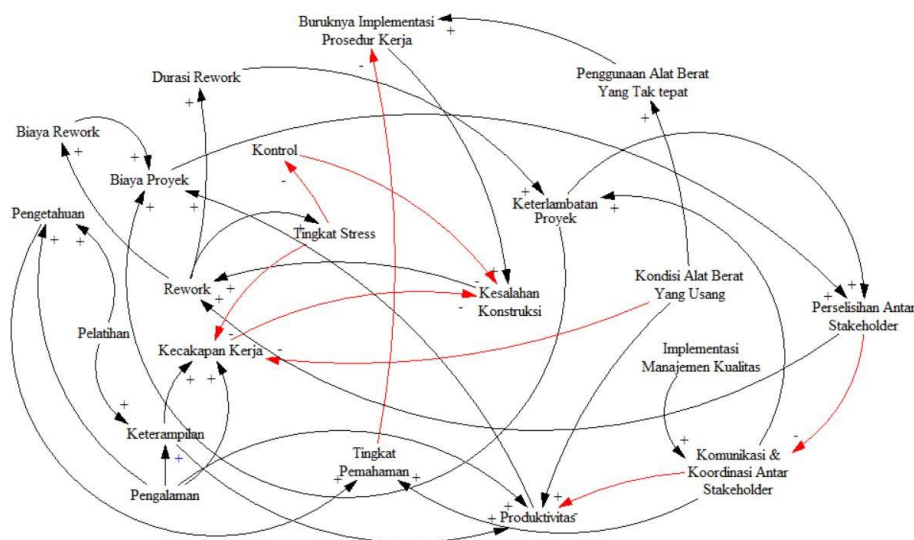 Buruknya Implementasi
Prosedur Kerja
Durasi Rework
Penggunaan Alat Berat
Yang Tak tepat
Biaya Rework
Kontrol
Biaya Proyek
Keterlambatan
Proyek
Pengetahuan
Tingkat Stress
Rework
Kesalahan
Konstruksi
Kondisi Alat Berat
Yang Usang
Perselisihan Antar
Stakeholder
Pelatihan
Kecakapan Kerja
Implementasi
Manajemen Kualitas
Keterampilan
Tingkat
Pemahaman
Komunikasi &
Koordinasi Antar
Stakeholder
Pengalaman
Produktivitas